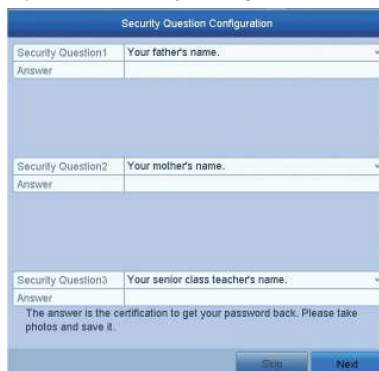 Security Question Configuration
Security Question1 Your father's name.
Answer
Security Question2 Your mother's name.
Answer
Security Question3 Your senior class teacher's name.
Answer
The answer is the certification to get your password back. Please take
photos and save it.
Skip Next